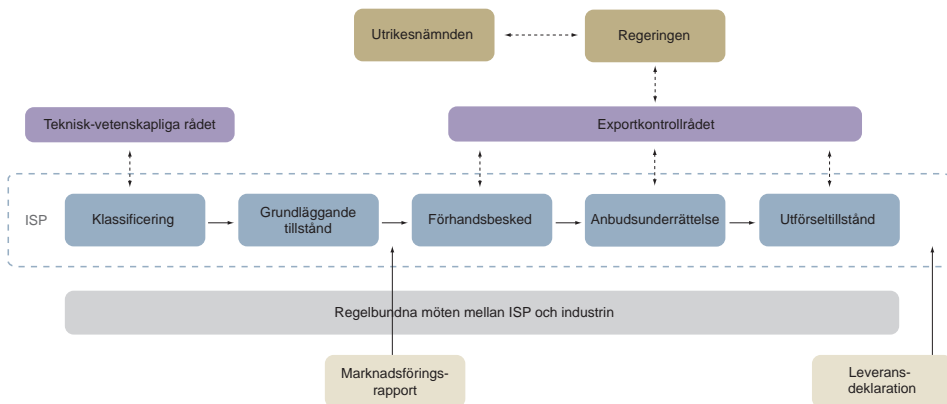 Utrikesnämnden
Regeringen
Teknisk-vetenskapliga rådet
Exportkontrollrådet
ISP
Klassificering
Grundläggande
tillstånd
Förhandsbesked
Anbudsunderrättelse
Utförseltillstånd
Regelbundna möten mellan ISP och industrin
Marknadsförings-
rapport
Leverans-
deklaration